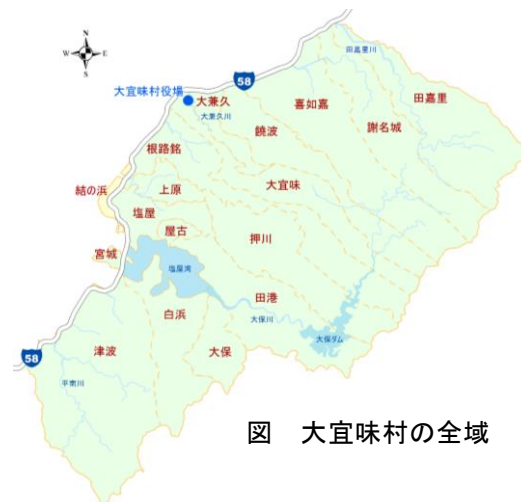 N
W
E
S
58
田嘉里川
大宜味村役場
大兼久
大兼久川
喜如嘉
田嘉里
饒波
謝名城
根路銘
結の浜
上原
大宜味
塩屋
屋古
押川
宮城
塩屋湾
田港
白浜
大保川
大保ダム
津波
大保
58
平南川
図 大宜味村の全域